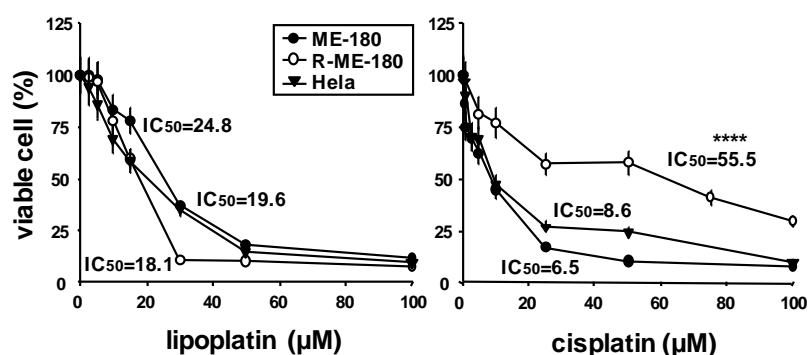 viable cell (%)
125
100
75
50
25
0
0
20
40
60
80
100
lipoplatin (µM)
IC50=24.8
IC50=19.6
IC50=18.1
ME-180
R-ME-180
Hela
125
100
75
50
25
0
0
20
40
60
80
100
cisplatin (µM)
****
IC50=55.5
IC50=8.6
IC50=6.5